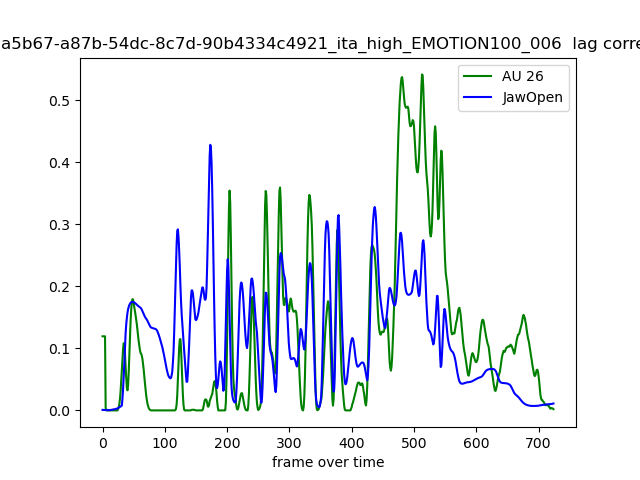 a5b67-a87b-54dc-8c7d-90b4334c4921_ita_high_EMOTION100_006 lag corre
AU 26
JawOpen
0.5
0.4
0.3
0.2
0.1
0.0
0 100 200 300 400 500 600 700
frame over time